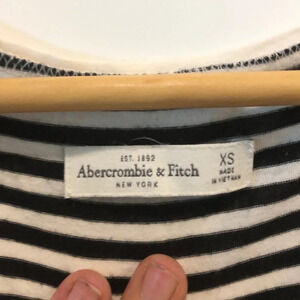 EST. 1892
Abercrombie & Fitch
NEW YORK
XS
MADE
IN VIETNAM